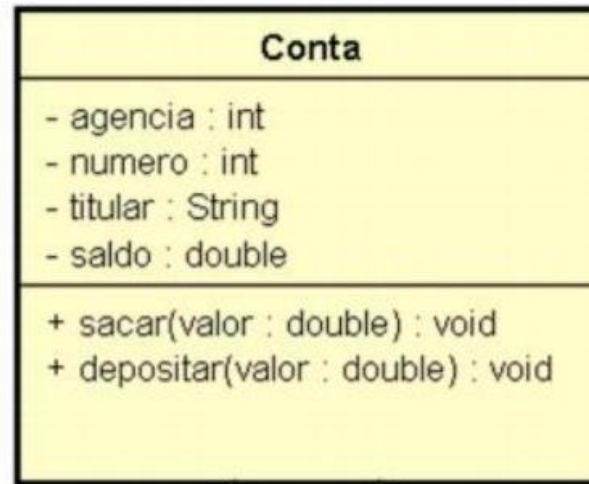 Conta
- agencia : int
- numero : int
- titular : String
- saldo : double
+ sacar(valor : double) : void
+ depositar(valor : double) : void